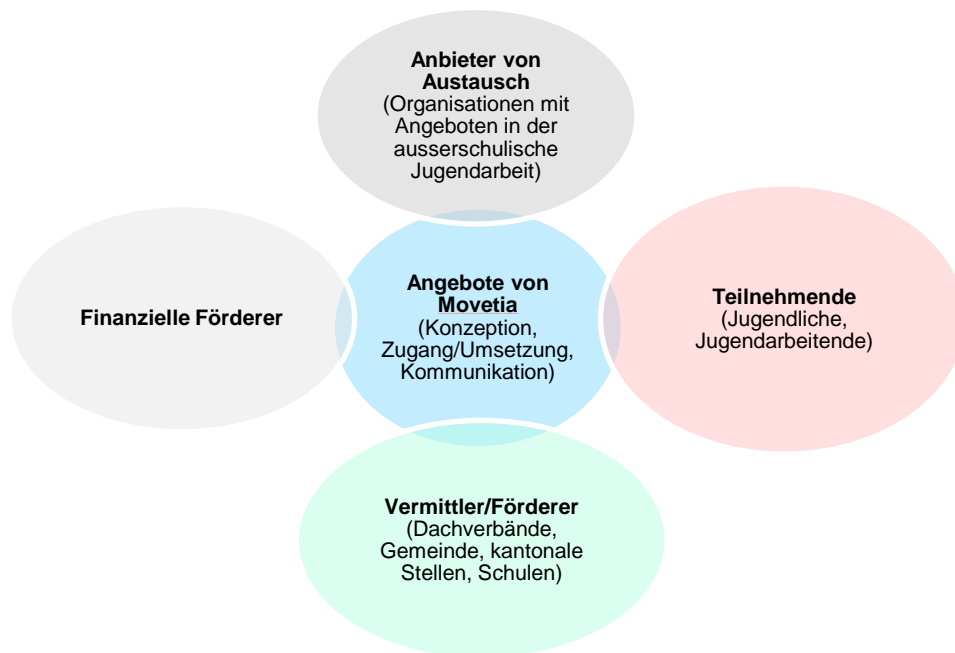 Anbieter von
Austausch
(Organisationen mit
Angeboten in der
ausserschulische
Jugendarbeit)
Finanzielle Förderer
Angebote von
Movetia
(Konzeption,
Zugang/Umsetzung,
Kommunikation)
Teilnehmende
(Jugendliche,
Jugendarbeitende)
Vermittler/Förderer
(Dachverbände,
Gemeinde, kantonale
Stellen, Schulen)